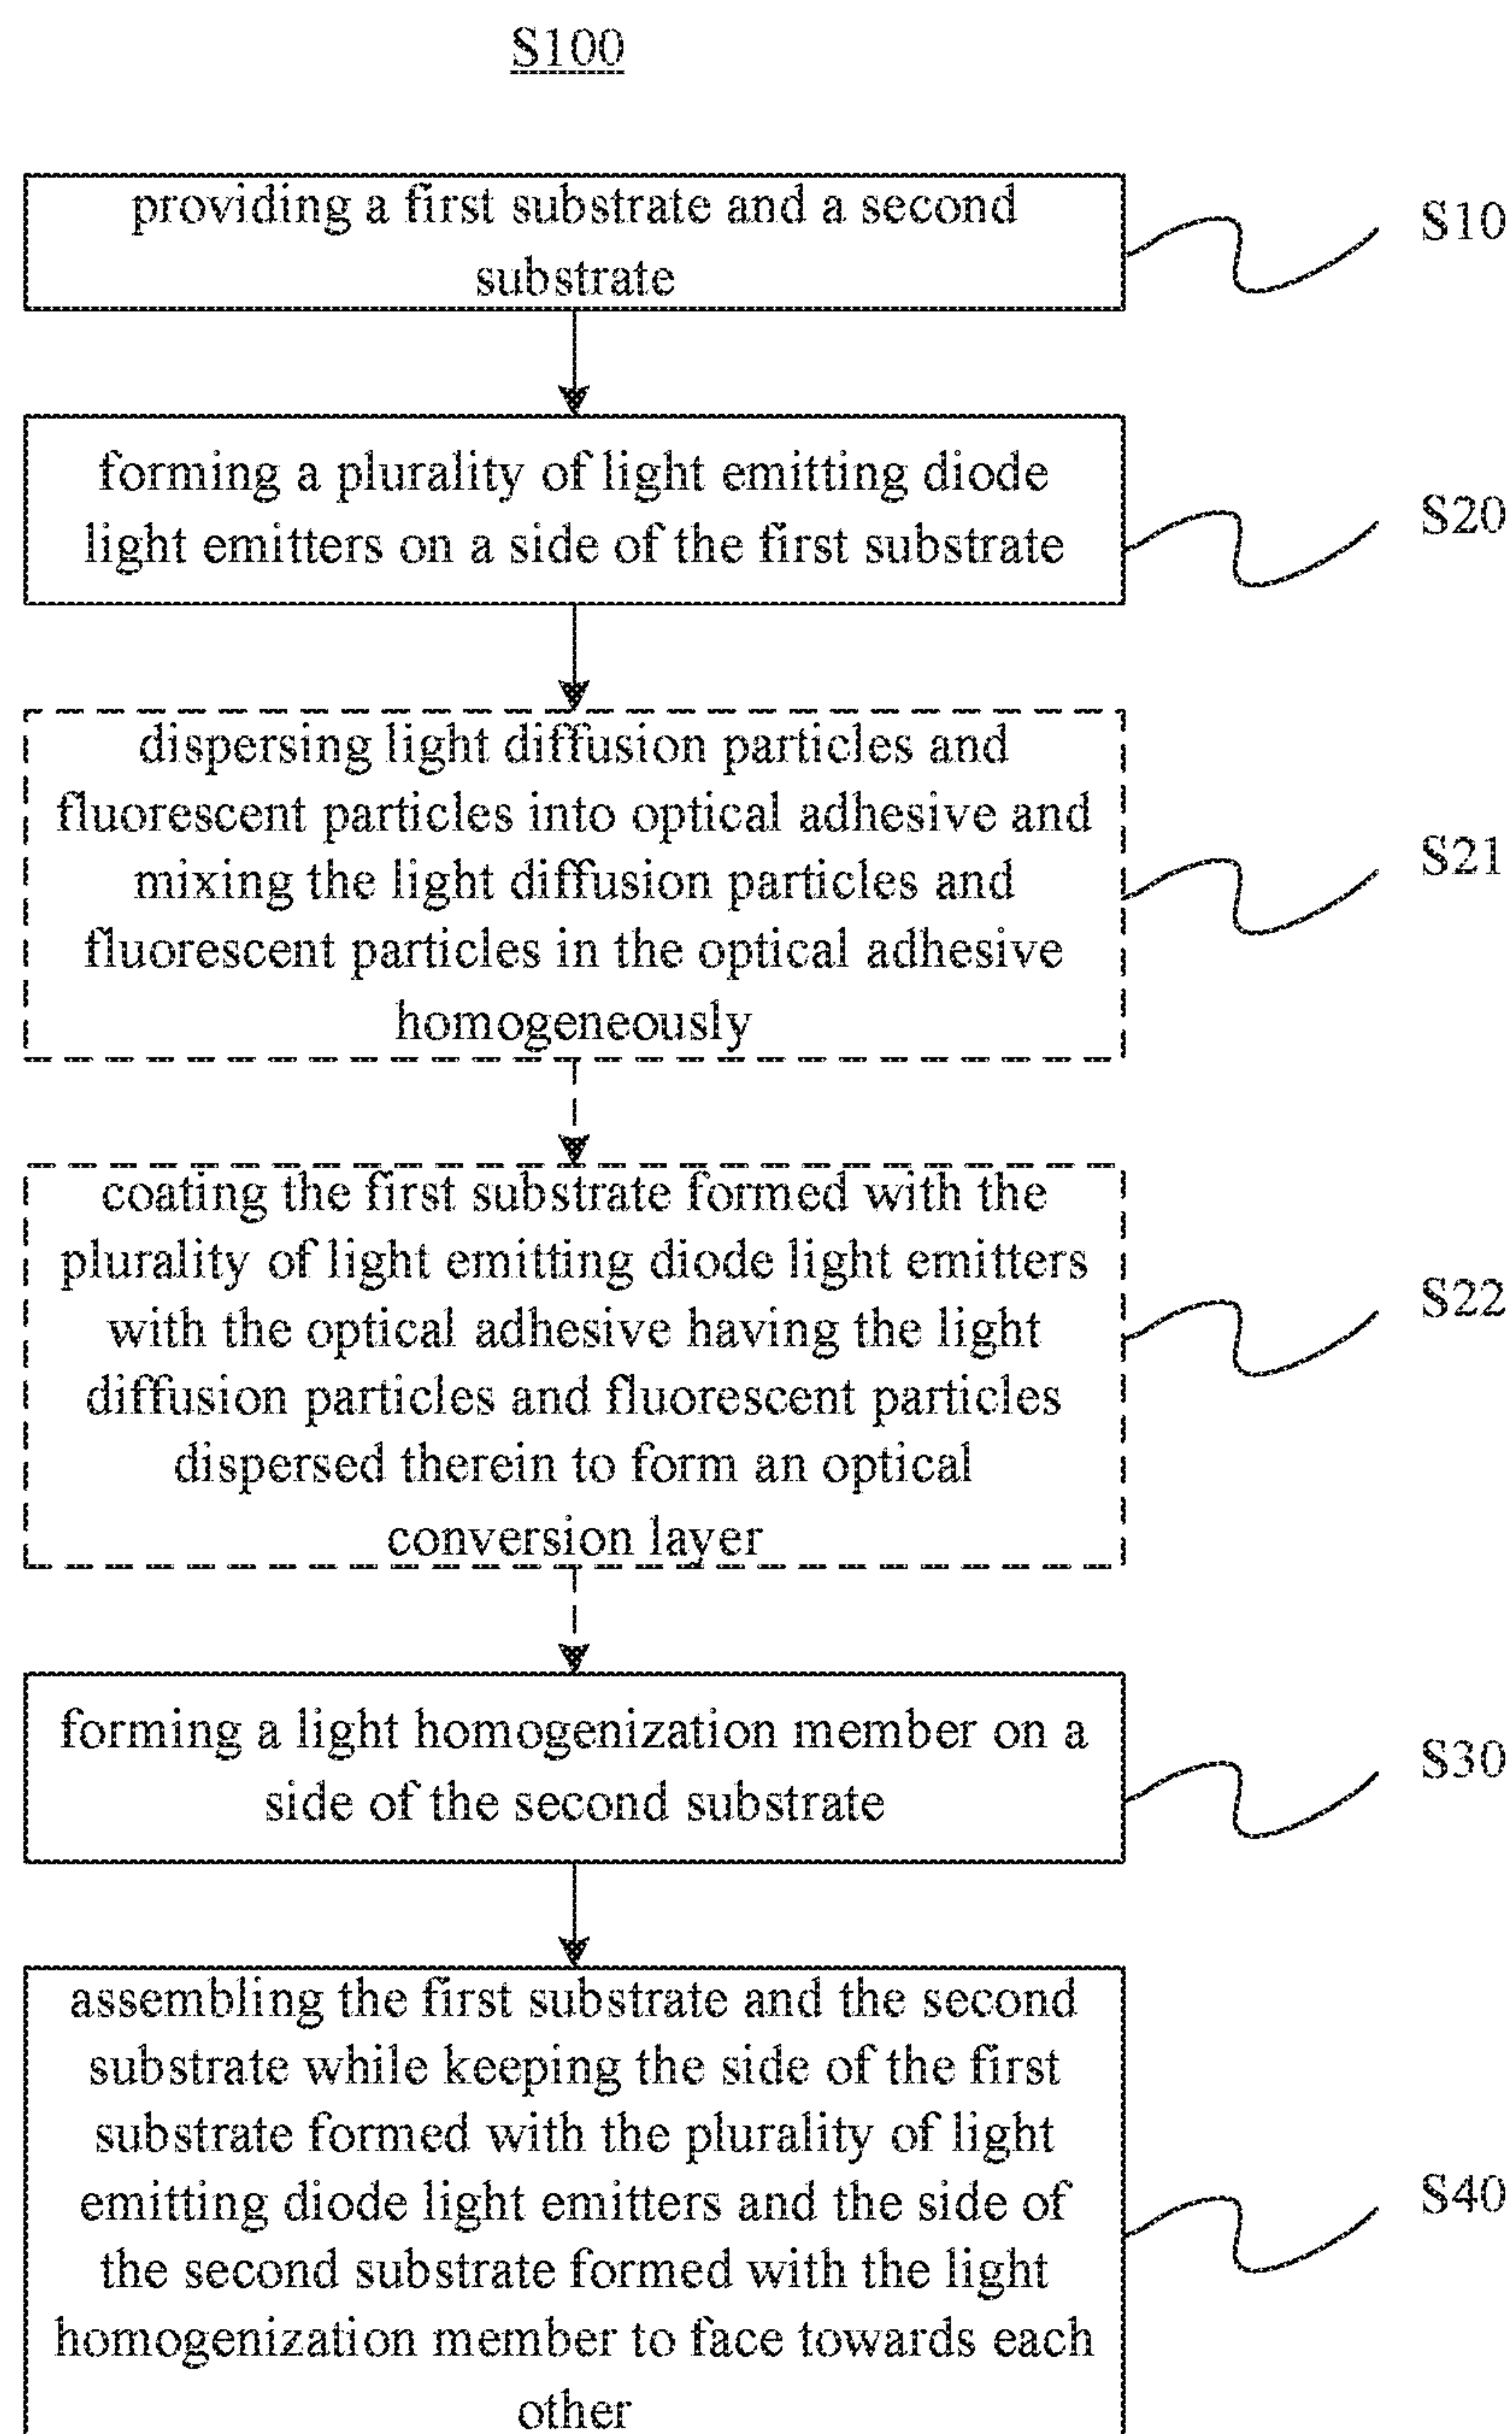 S100
providing a first substrate and a second
substrate
S10
forming a plurality of light emitting diode
light emitters on a side of the first substrate
S20
dispersing light diffusion particles and
fluorescent particles into optical adhesive and
mixing the light diffusion particles and
fluorescent particles in the optical adhesive
homogeneously
S21
coating the first substrate formed with the
plurality of light emitting diode light emitters
with the optical adhesive having the light
diffusion particles and fluorescent particles
dispersed therein to form an optical
conversion layer
S22
forming a light homogenization member on a
side of the second substrate
S30
assembling the first substrate and the second
substrate while keeping the side of the first
substrate formed with the plurality of light
emitting diode light emitters and the side of
the second substrate formed with the light
homogenization member to face towards each
other
S40